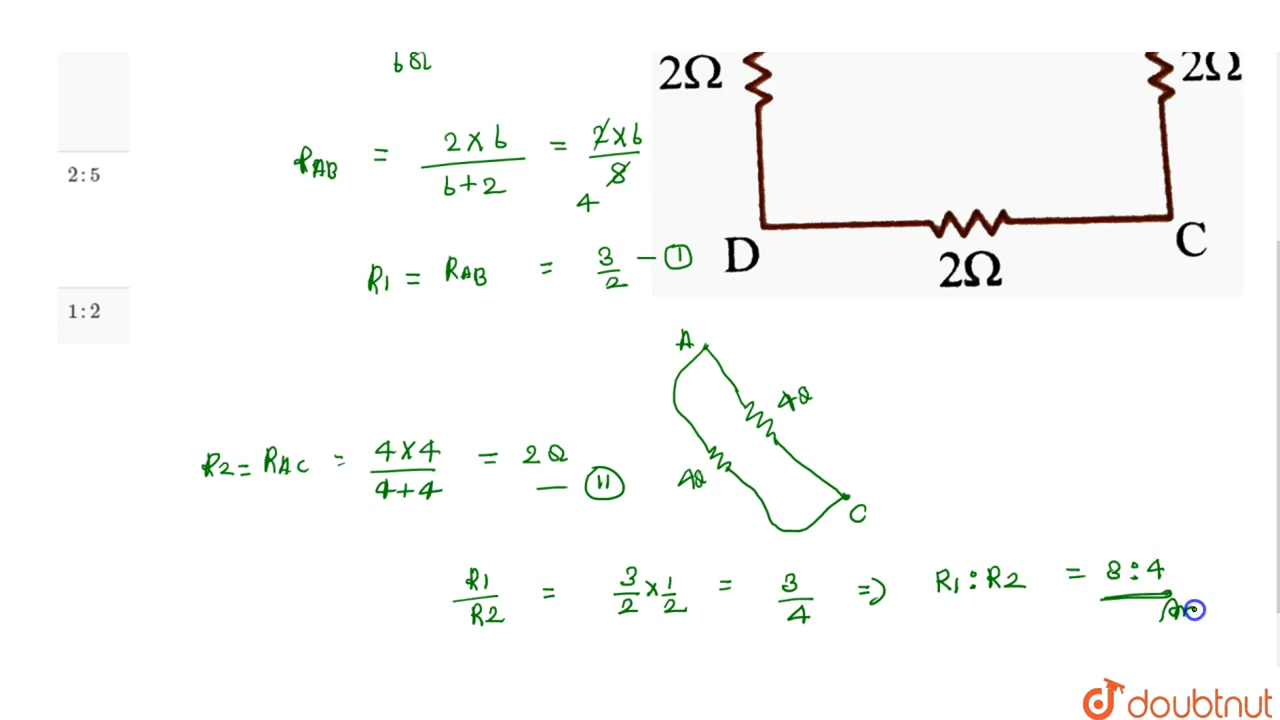 6Ω
2Ω
2Ω
R_AB = 2×6/6+2 = 2×6/8
4
2:5
D
C
2Ω
R1 = R_AB = 3/2 — (1)
1:2
A
4Ω
R2 = R_AC = 4×4/4+4 = 2Ω — (11)
4Ω
C
R1/R2 = 3/2 × 1/2 = 3/4 => R1:R2 = 3:4
doubtnut